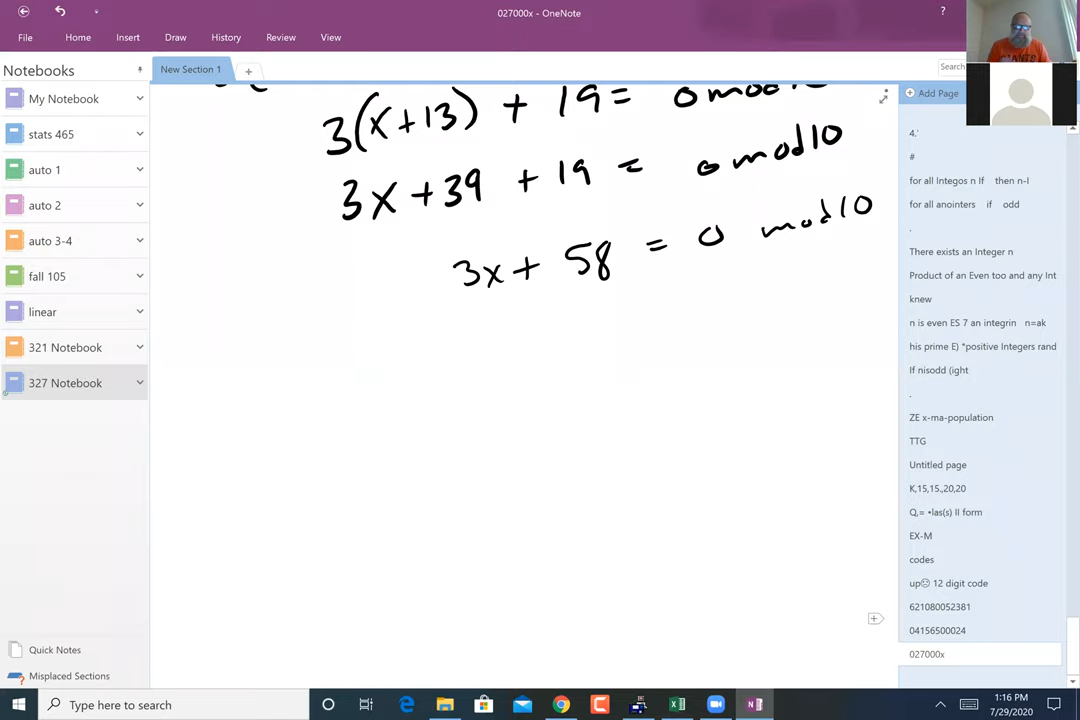 027000x - OneNote
?
File Home Insert Draw History Review View
Notebooks
New Section 1
Search
My Notebook
stats 465
auto 1
auto 2
auto 3-4
fall 105
linear
321 Notebook
327 Notebook
Quick Notes
Misplaced Sections
3(x+13) + 19 = 0 mod 1
3x + 39 + 19 = 0 mod 10
3x + 58 = 0 mod 10
Add Page
4.'
#
for all Integos n If then n-I
for all anointers if odd
.
There exists an Integer n
Product of an Even too and any Int
knew
n is even ES 7 an integrin n=ak
his prime E) *positive Integers rand
If nisodd (ight
.
ZE x-ma-population
TTG
Untitled page
K,15,15.,20,20
Q,= •las(s) II form
EX-M
codes
up☹ 12 digit code
621080052381
04156500024
027000x
GIANTS
Type here to search
1:16 PM
7/29/2020